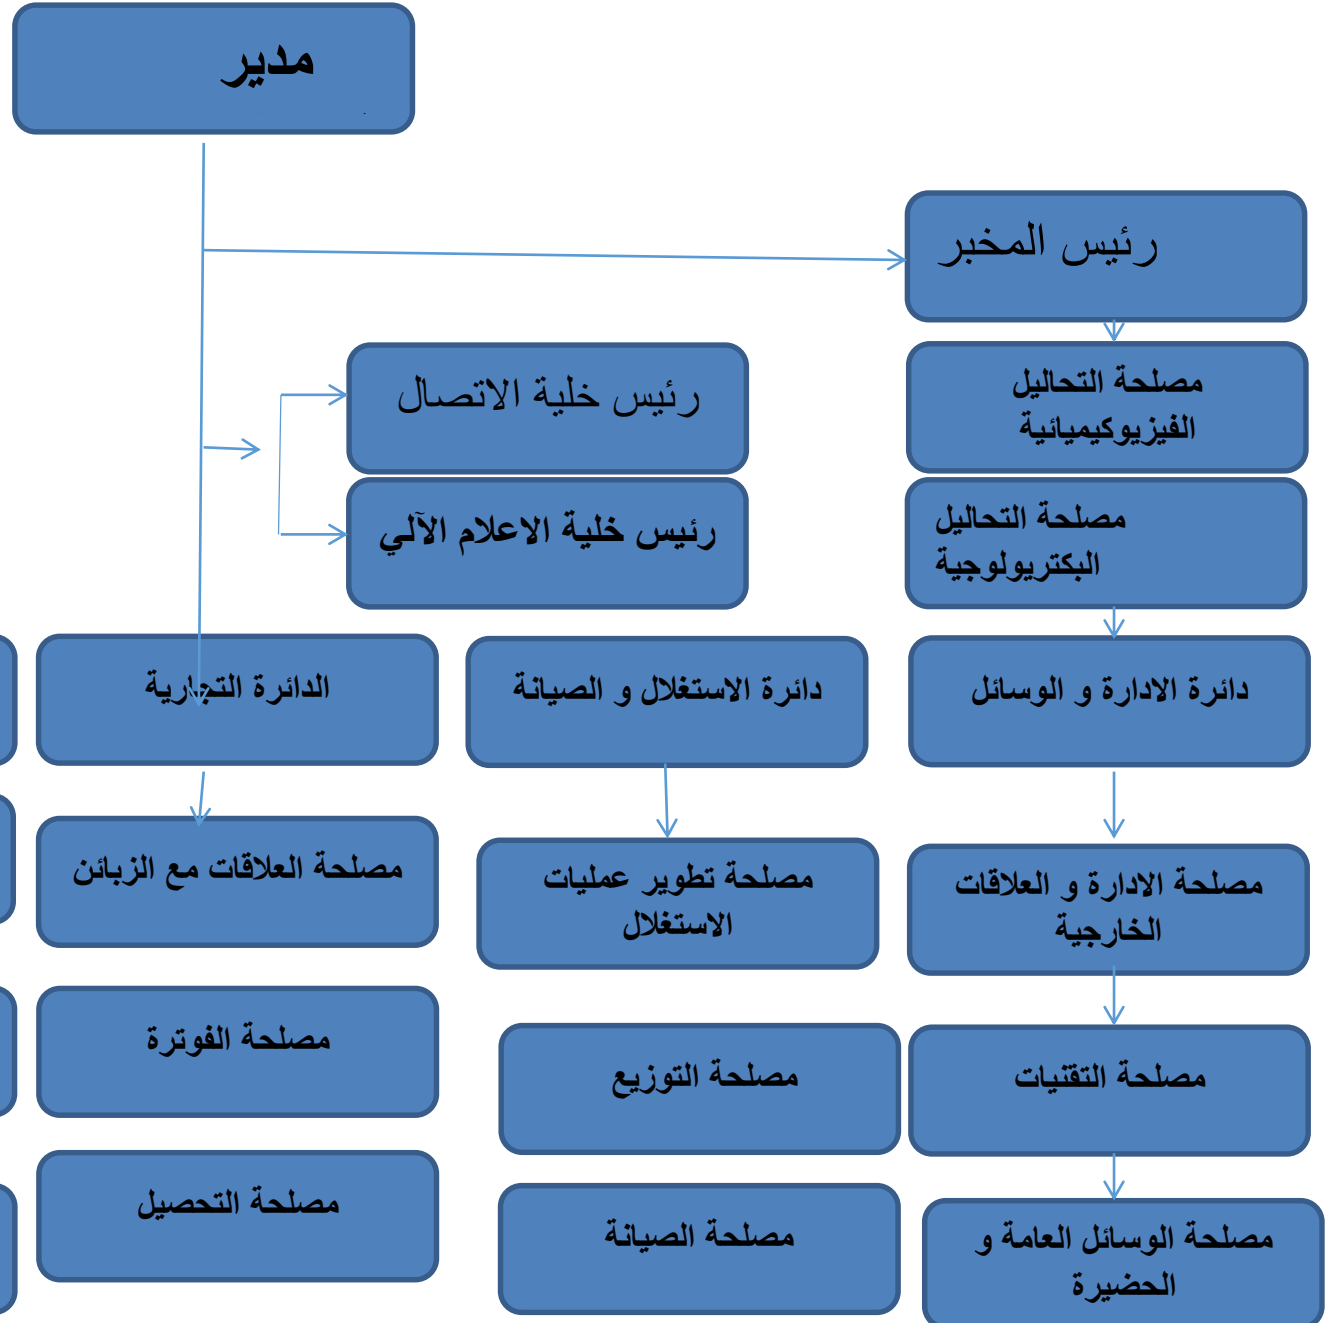 مدير
رئيس المخبر
رئيس خلية الاتصال
مصلحة التحاليل
الفيزيوكيميائية
رئيس خلية الاعلام الآلي
مصلحة التحاليل
البكتريولوجية
دائرة الادارة و الوسائل
دائرة الاستغلال و الصيانة
الدائرة التجارية
مصلحة الادارة و العلاقات
الخارجية
مصلحة تطوير عمليات
الاستغلال
مصلحة العلاقات مع الزبائن
مصلحة التقنيات
مصلحة التوزيع
مصلحة الفوترة
مصلحة الوسائل العامة و
الحضيرة
مصلحة الصيانة
مصلحة التحصيل